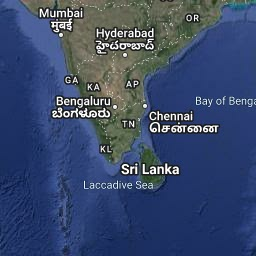 Mumbai
मुंबई
OR
Hyderabad
హైదరాబాద్
GA
KA
AP
Bay of Beng
Bengaluru
ಬೆಂಗಳೂರು
Chennai
சென்னை
TN
KL
Sri Lanka
Laccadive Sea